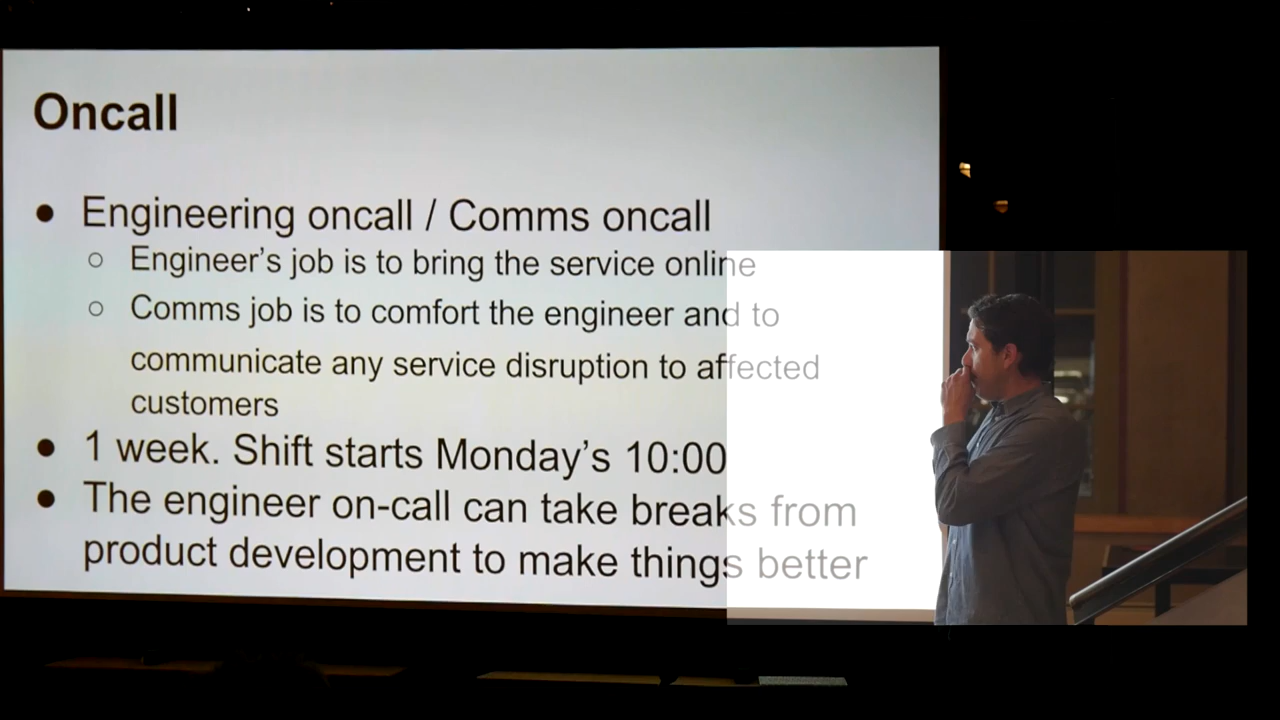 Oncall
● Engineering oncall / Comms oncall
○ Engineer's job is to bring the service online
○ Comms job is to comfort the engineer and to
communicate any service disruption to affected
customers
● 1 week. Shift starts Monday's 10:00
● The engineer on-call can take breaks from
product development to make things better